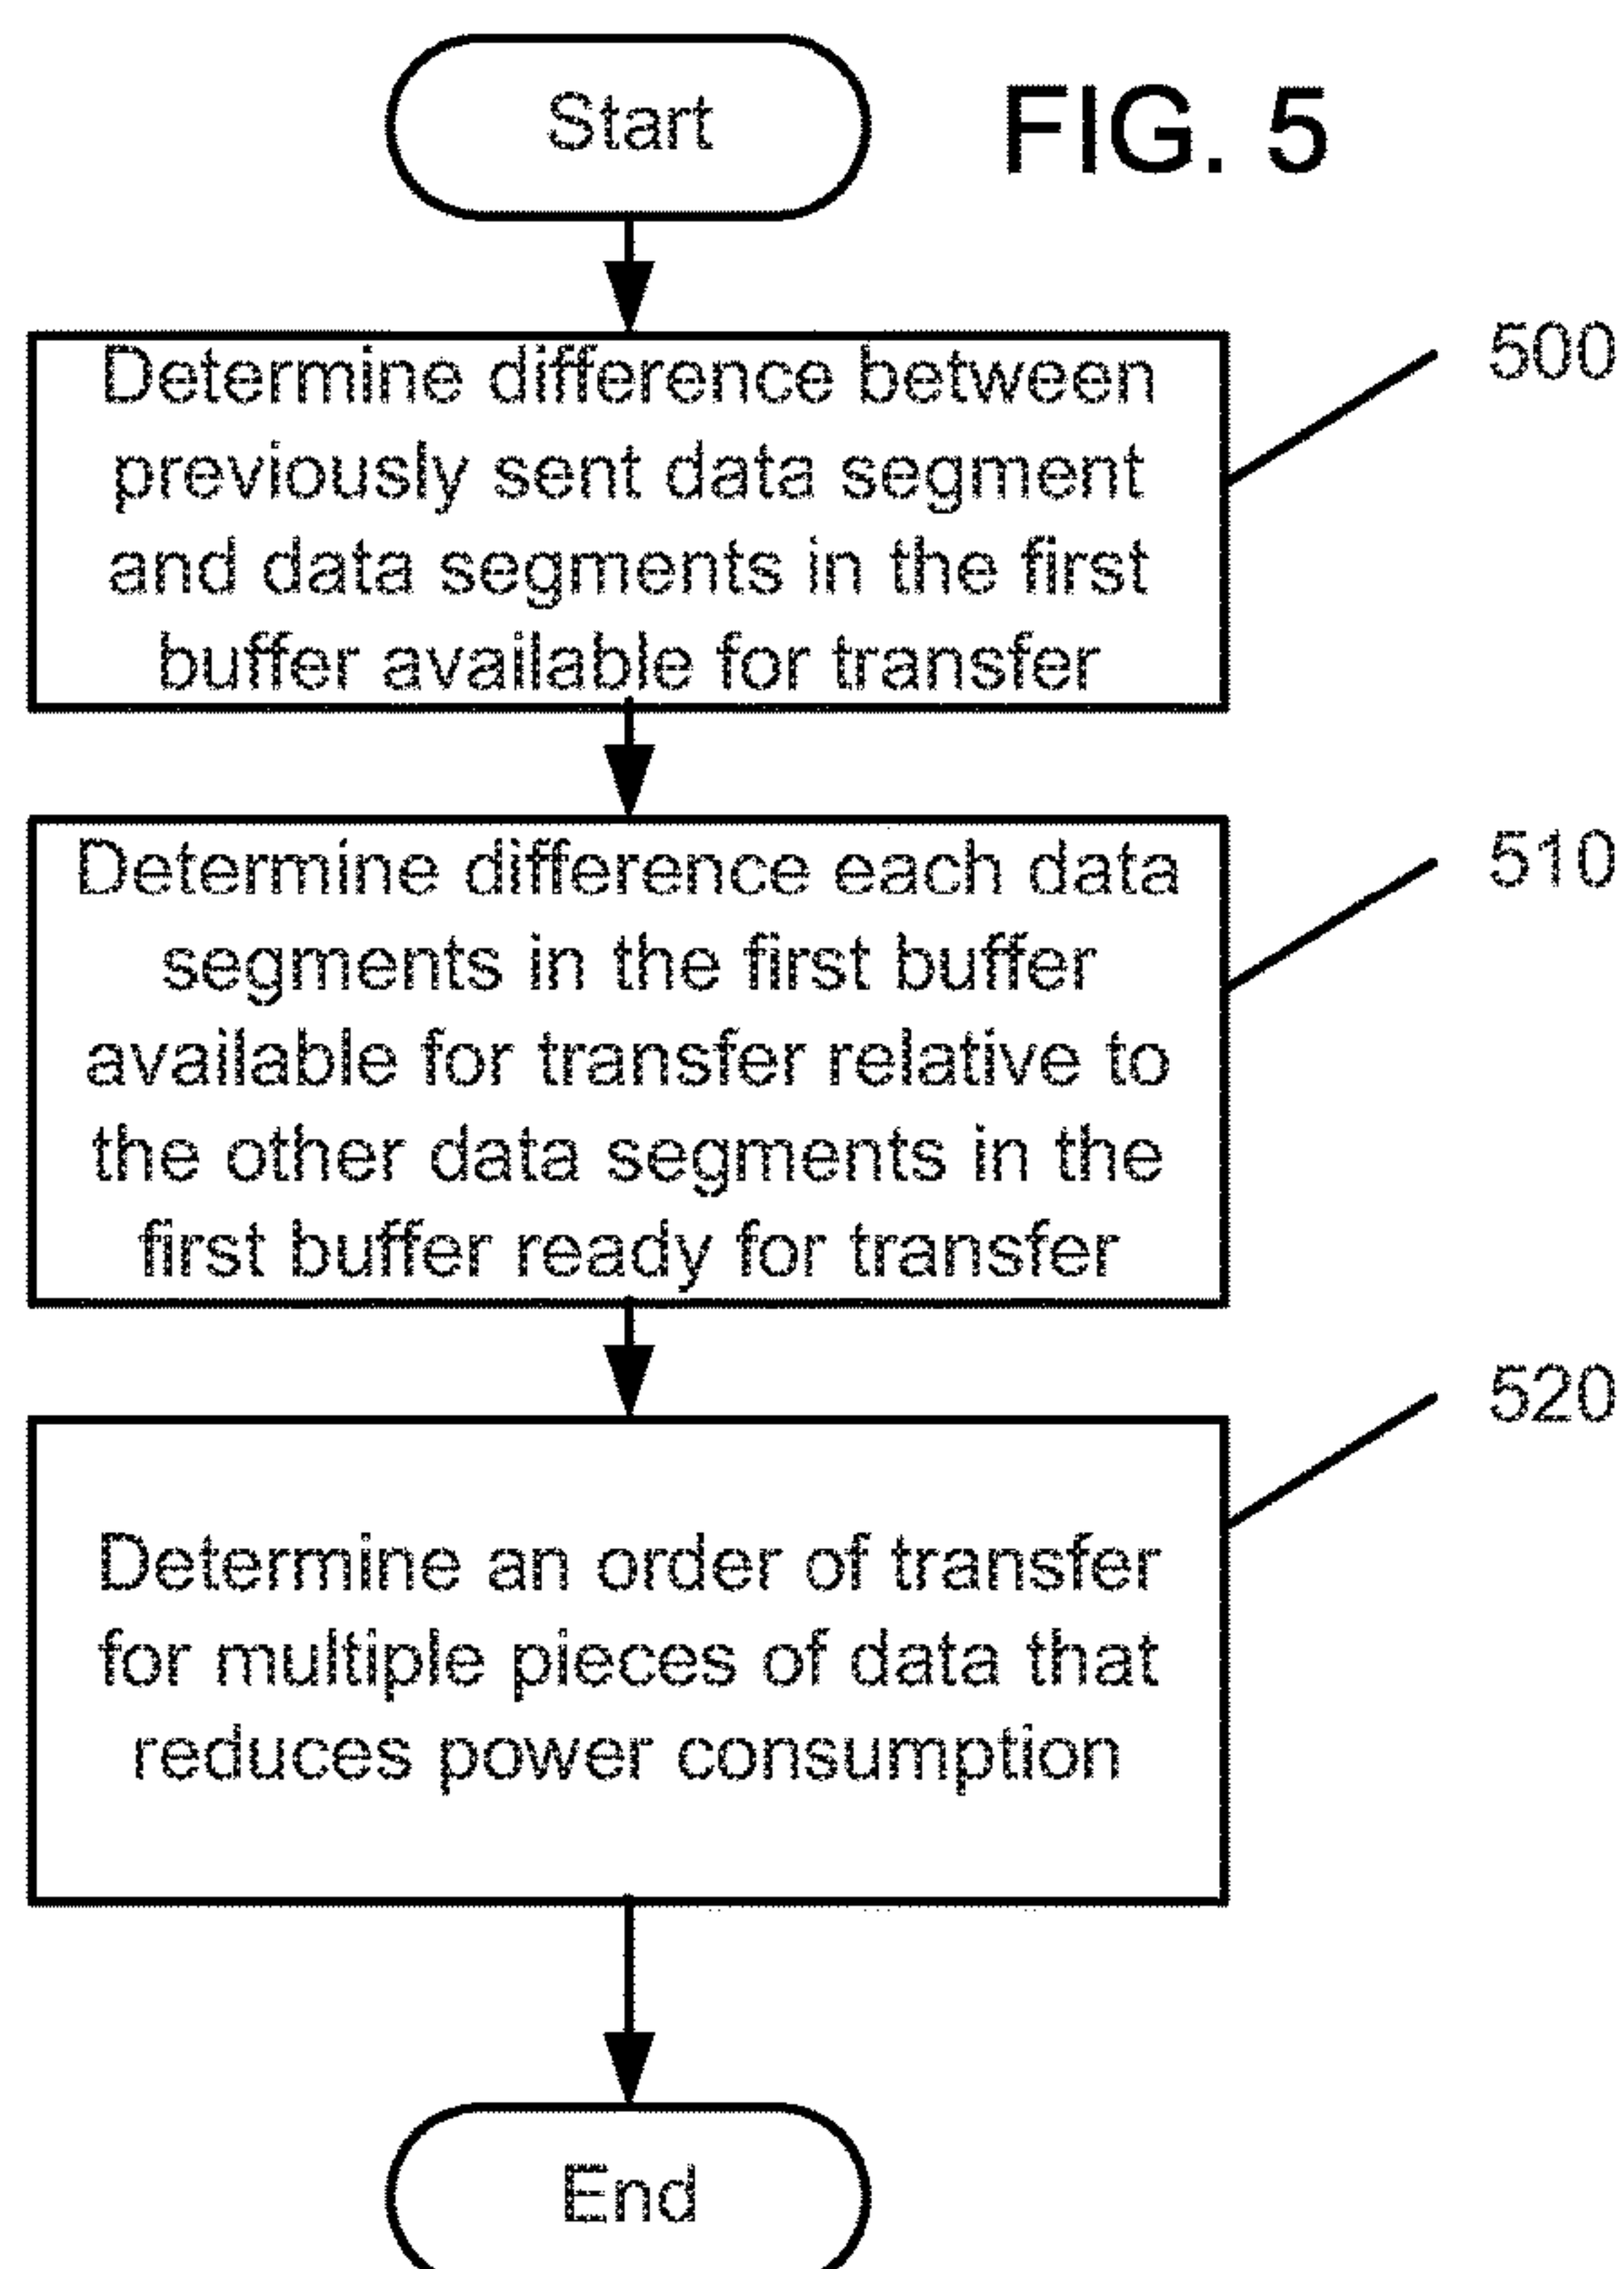 Start
FIG. 5
Determine difference between
previously sent data segment
and data segments in the first
buffer available for transfer
500
Determine difference each data
segments in the first buffer
available for transfer relative to
the other data segments in the
first buffer ready for transfer
510
Determine an order of transfer
for multiple pieces of data that
reduces power consumption
520
End